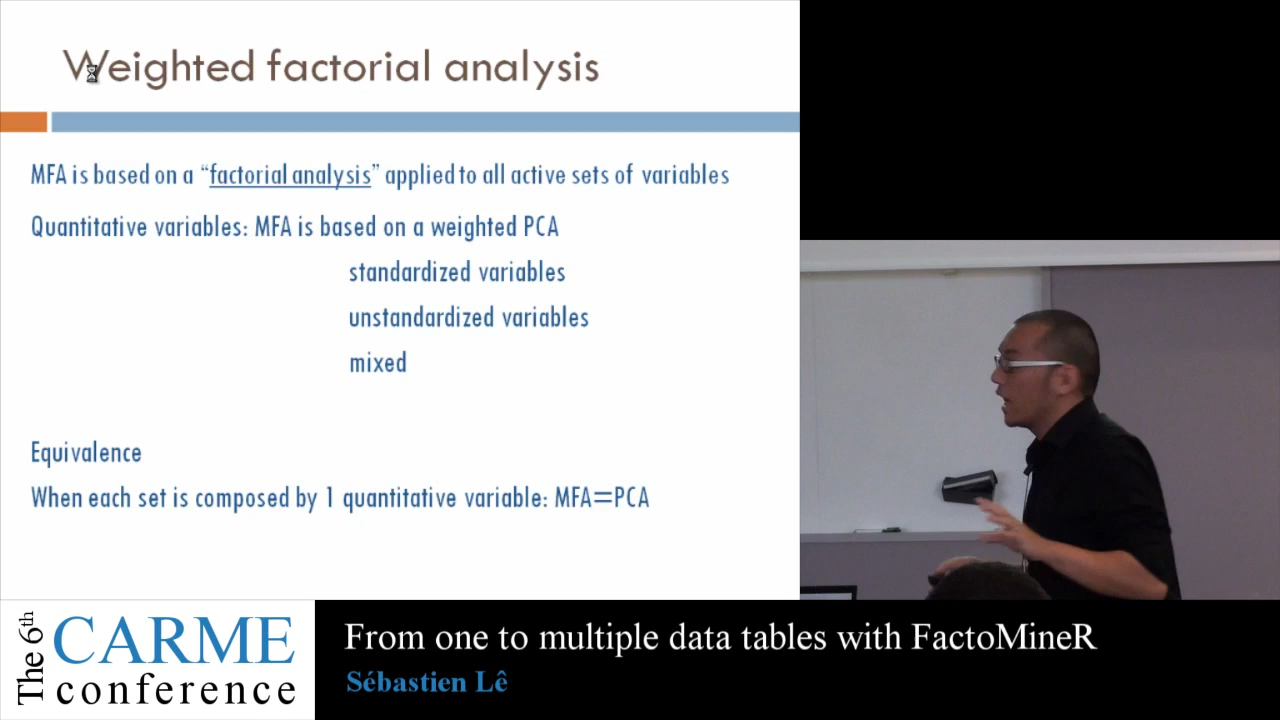 Weighted factorial analysis
MFA is based on a “factorial analysis” applied to all active sets of variables
Quantitative variables: MFA is based on a weighted PCA
standardized variables
unstandardized variables
mixed
Equivalence
When each set is composed by 1 quantitative variable: MFA=PCA
The 6th
CARME
conference
From one to multiple data tables with FactoMineR
Sébastien Lê